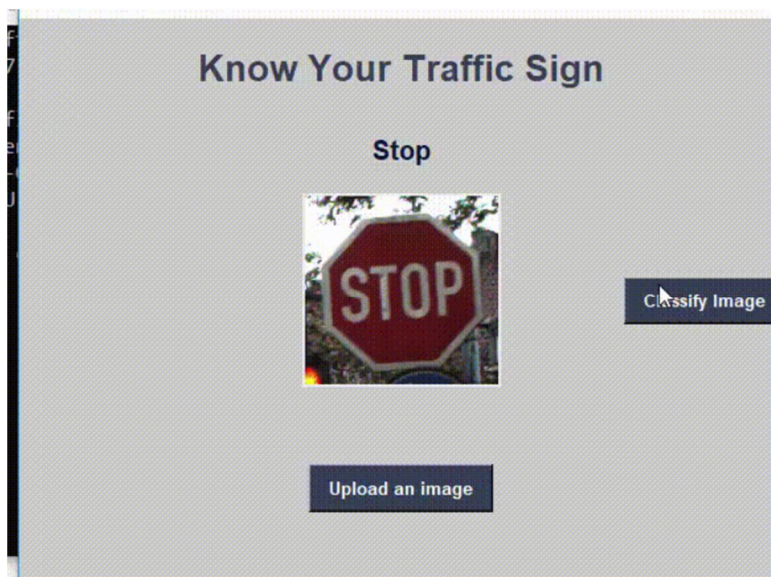 Know Your Traffic Sign
Stop
STOP
Classify Image
Upload an image